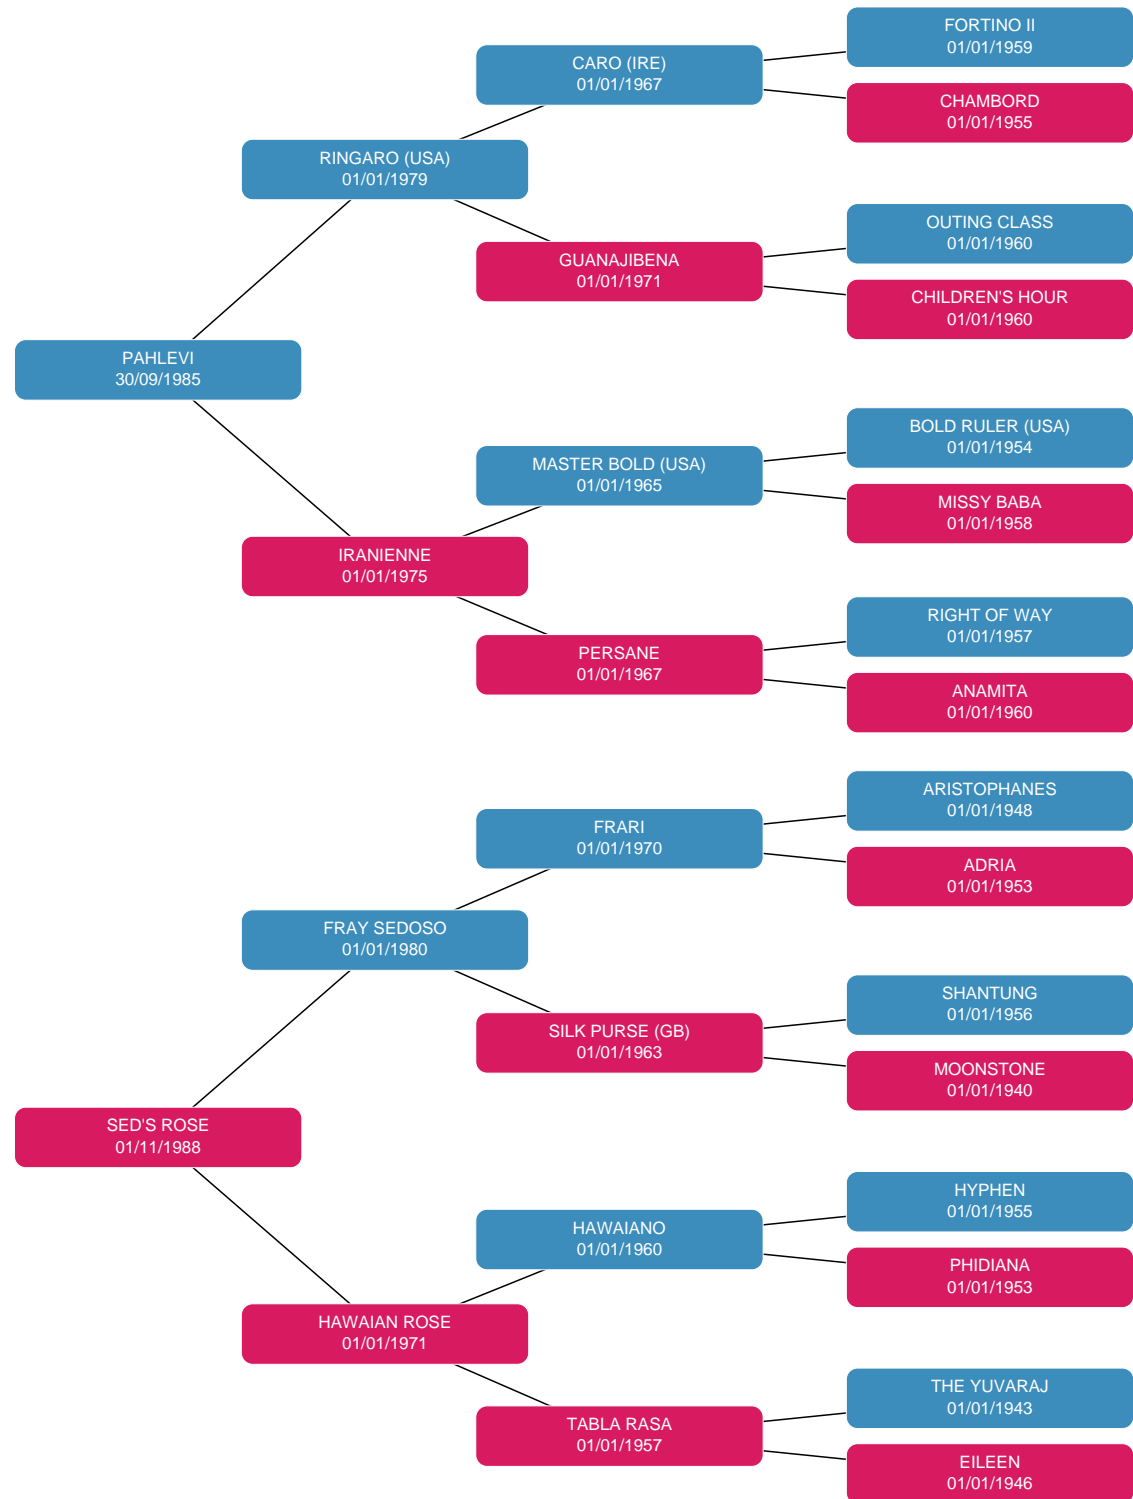 FORTINO II
01/01/1959
CARO (IRE)
01/01/1967
CHAMBORD
01/01/1955
RINGARO (USA)
01/01/1979
OUTING CLASS
01/01/1960
GUANAJIBENA
01/01/1971
CHILDREN'S HOUR
01/01/1960
PAHLEVI
30/09/1985
BOLD RULER (USA)
01/01/1954
MASTER BOLD (USA)
01/01/1965
MISSY BABA
01/01/1958
IRANIENNE
01/01/1975
RIGHT OF WAY
01/01/1957
PERSANE
01/01/1967
ANAMITA
01/01/1960
ARISTOPHANES
01/01/1948
FRARI
01/01/1970
ADRIA
01/01/1953
FRAY SEDOSO
01/01/1980
SHANTUNG
01/01/1956
SILK PURSE (GB)
01/01/1963
MOONSTONE
01/01/1940
SED'S ROSE
01/11/1988
HYPHEN
01/01/1955
HAWAIANO
01/01/1960
PHIDIANA
01/01/1953
HAWAIAN ROSE
01/01/1971
THE YUVARAJ
01/01/1943
TABLA RASA
01/01/1957
EILEEN
01/01/1946